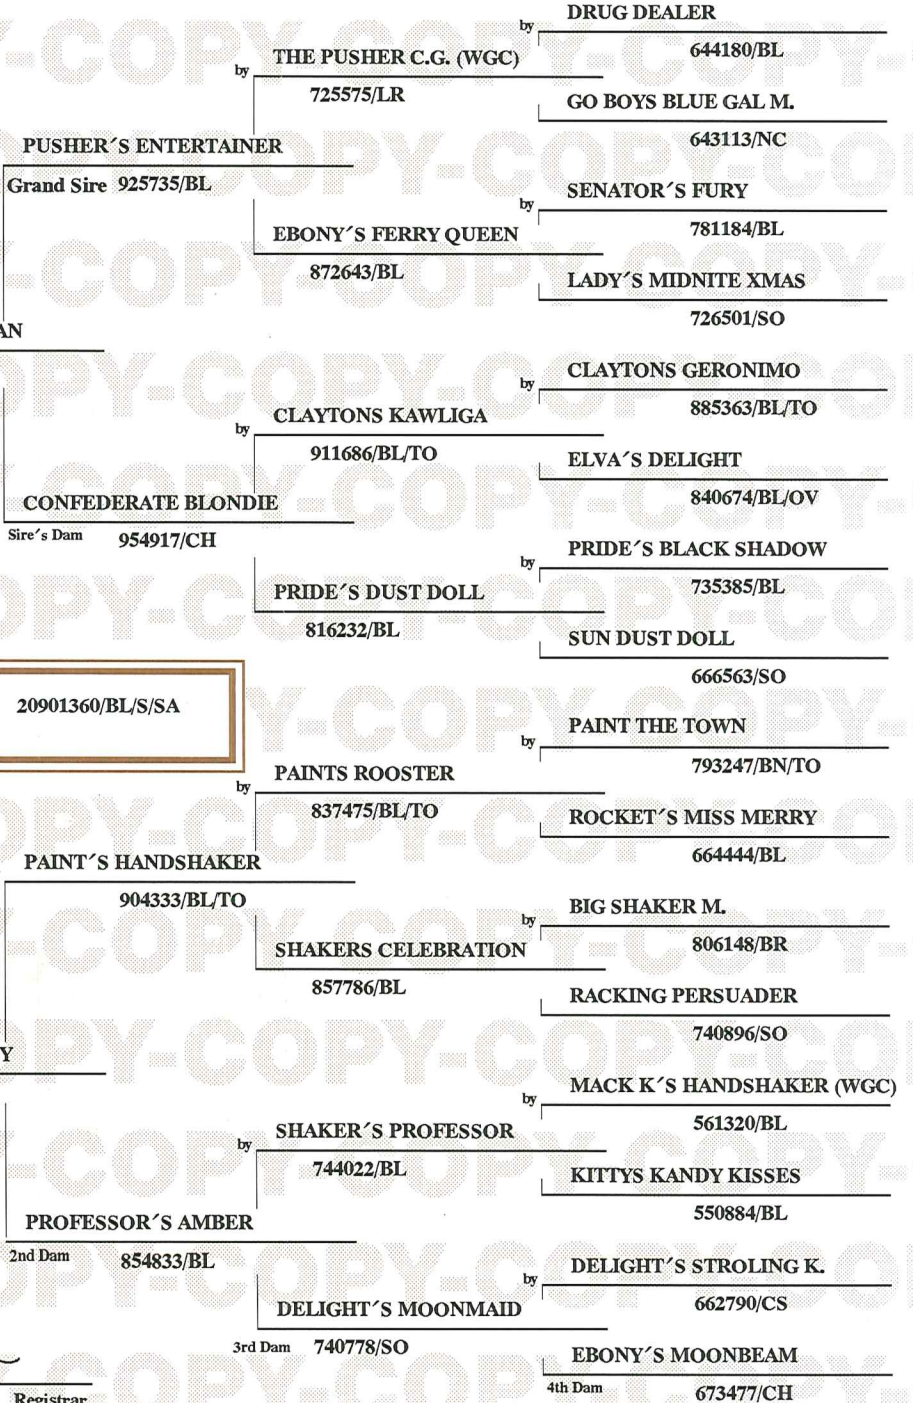 DRUG DEALER
by
644180/BL
THE PUSHER C.G. (WGC)
by
725575/LR
GO BOYS BLUE GAL M.
643113/NC
PUSHER´S ENTERTAINER
Grand Sire 925735/BL
SENATOR´S FURY
by
781184/BL
EBONY´S FERRY QUEEN
872643/BL
LADY´S MIDNITE XMAS
726501/SO
AN
CLAYTONS GERONIMO
by
885363/BL/TO
CLAYTONS KAWLIGA
by
911686/BL/TO
ELVA´S DELIGHT
840674/BL/OV
CONFEDERATE BLONDIE
Sire´s Dam 954917/CH
PRIDE´S BLACK SHADOW
by
735385/BL
PRIDE´S DUST DOLL
816232/BL
SUN DUST DOLL
666563/SO
20901360/BL/S/SA
PAINT THE TOWN
by
793247/BN/TO
PAINTS ROOSTER
by
837475/BL/TO
ROCKET´S MISS MERRY
664444/BL
PAINT´S HANDSHAKER
904333/BL/TO
BIG SHAKER M.
by
806148/BR
SHAKERS CELEBRATION
857786/BL
RACKING PERSUADER
740896/SO
Y
MACK K´S HANDSHAKER (WGC)
by
561320/BL
SHAKER´S PROFESSOR
by
744022/BL
KITTYS KANDY KISSES
550884/BL
PROFESSOR´S AMBER
2nd Dam 854833/BL
DELIGHT´S STROLING K.
by
662790/CS
DELIGHT´S MOONMAID
3rd Dam 740778/SO
EBONY´S MOONBEAM
4th Dam 673477/CH
Registrar
COPY-COPY-COPY-COPY